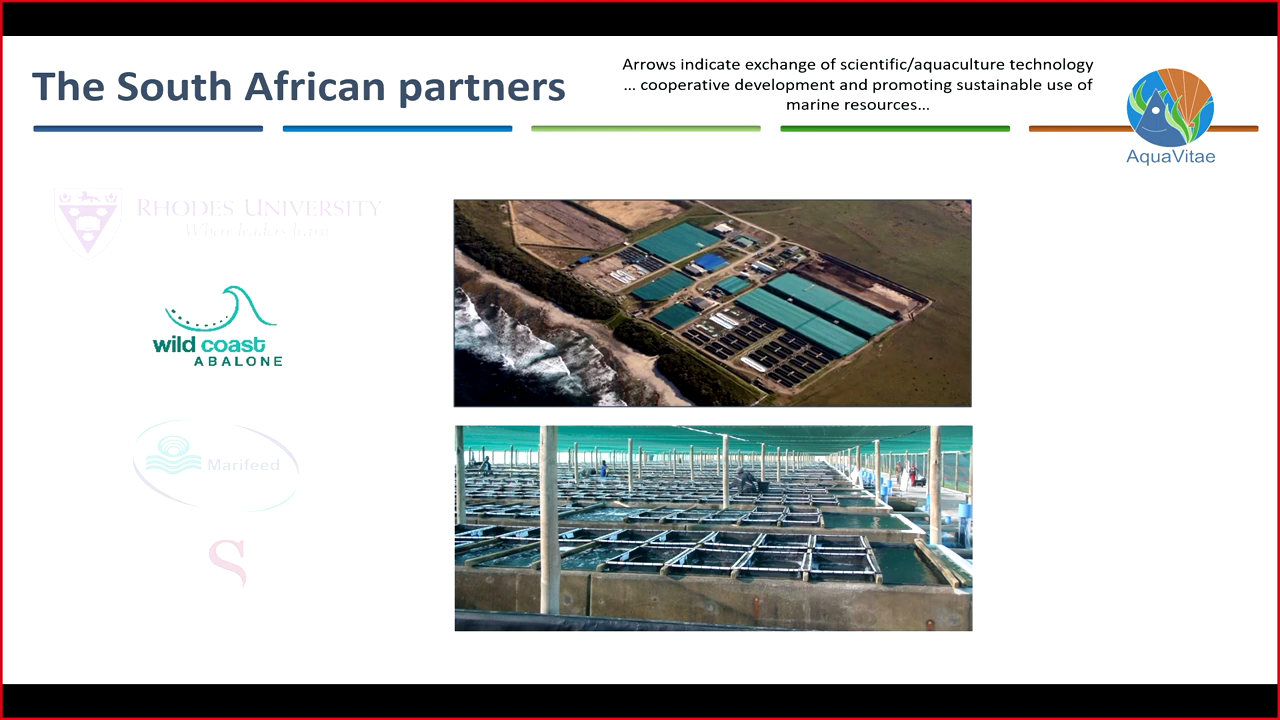 The South African partners
Arrows indicate exchange of scientific/aquaculture technology
... cooperative development and promoting sustainable use of
marine resources...
AquaVitae
RHODES UNIVERSITY
Where leaders learn
wild coast
ABALONE
Marifeed
S